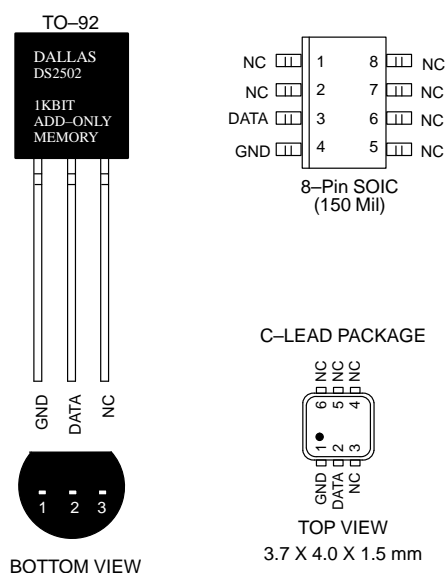 TO–92
DALLAS
DS2502
1KBIT
ADD–ONLY
MEMORY
GND
DATA
NC
1 2 3
BOTTOM VIEW
NC 1 8 NC
NC 2 7 NC
DATA 3 6 NC
GND 4 5 NC
8–Pin SOIC
(150 Mil)
C–LEAD PACKAGE
NC NC NC
6 5 4
1 2 3
GND DATA NC
TOP VIEW
3.7 X 4.0 X 1.5 mm